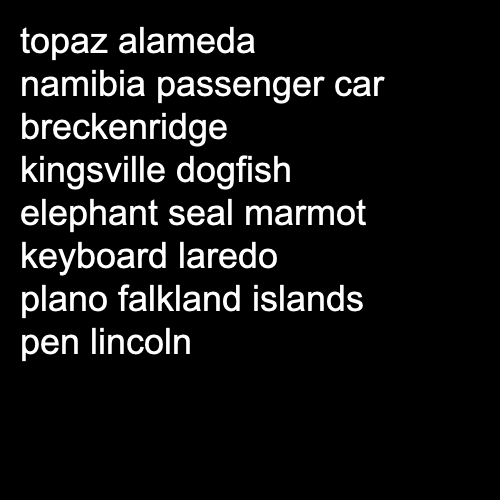 topaz alameda
namibia passenger car
breckenridge
kingsville dogfish
elephant seal marmot
keyboard laredo
plano falkland islands
pen lincoln